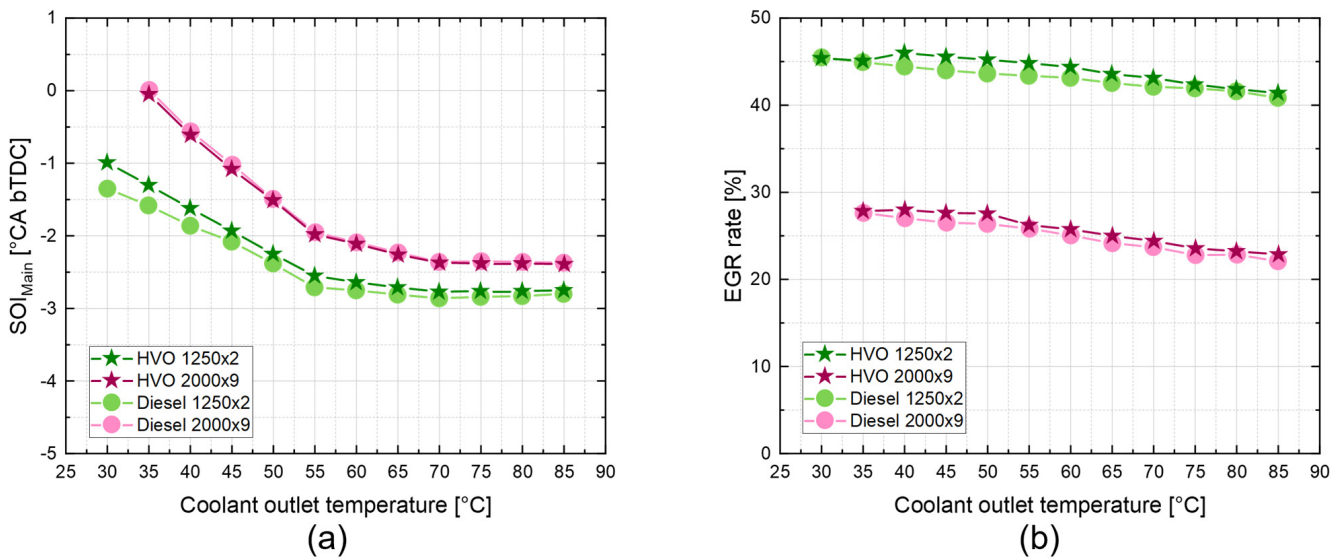 1
0
-1
-2
-3
-4
-5
SOI_Main [°CA bTDC]
HVO 1250x2
HVO 2000x9
Diesel 1250x2
Diesel 2000x9
25 30 35 40 45 50 55 60 65 70 75 80 85 90
Coolant outlet temperature [°C]
(a)
50
40
30
20
10
0
EGR rate [%]
HVO 1250x2
HVO 2000x9
Diesel 1250x2
Diesel 2000x9
25 30 35 40 45 50 55 60 65 70 75 80 85 90
Coolant outlet temperature [°C]
(b)